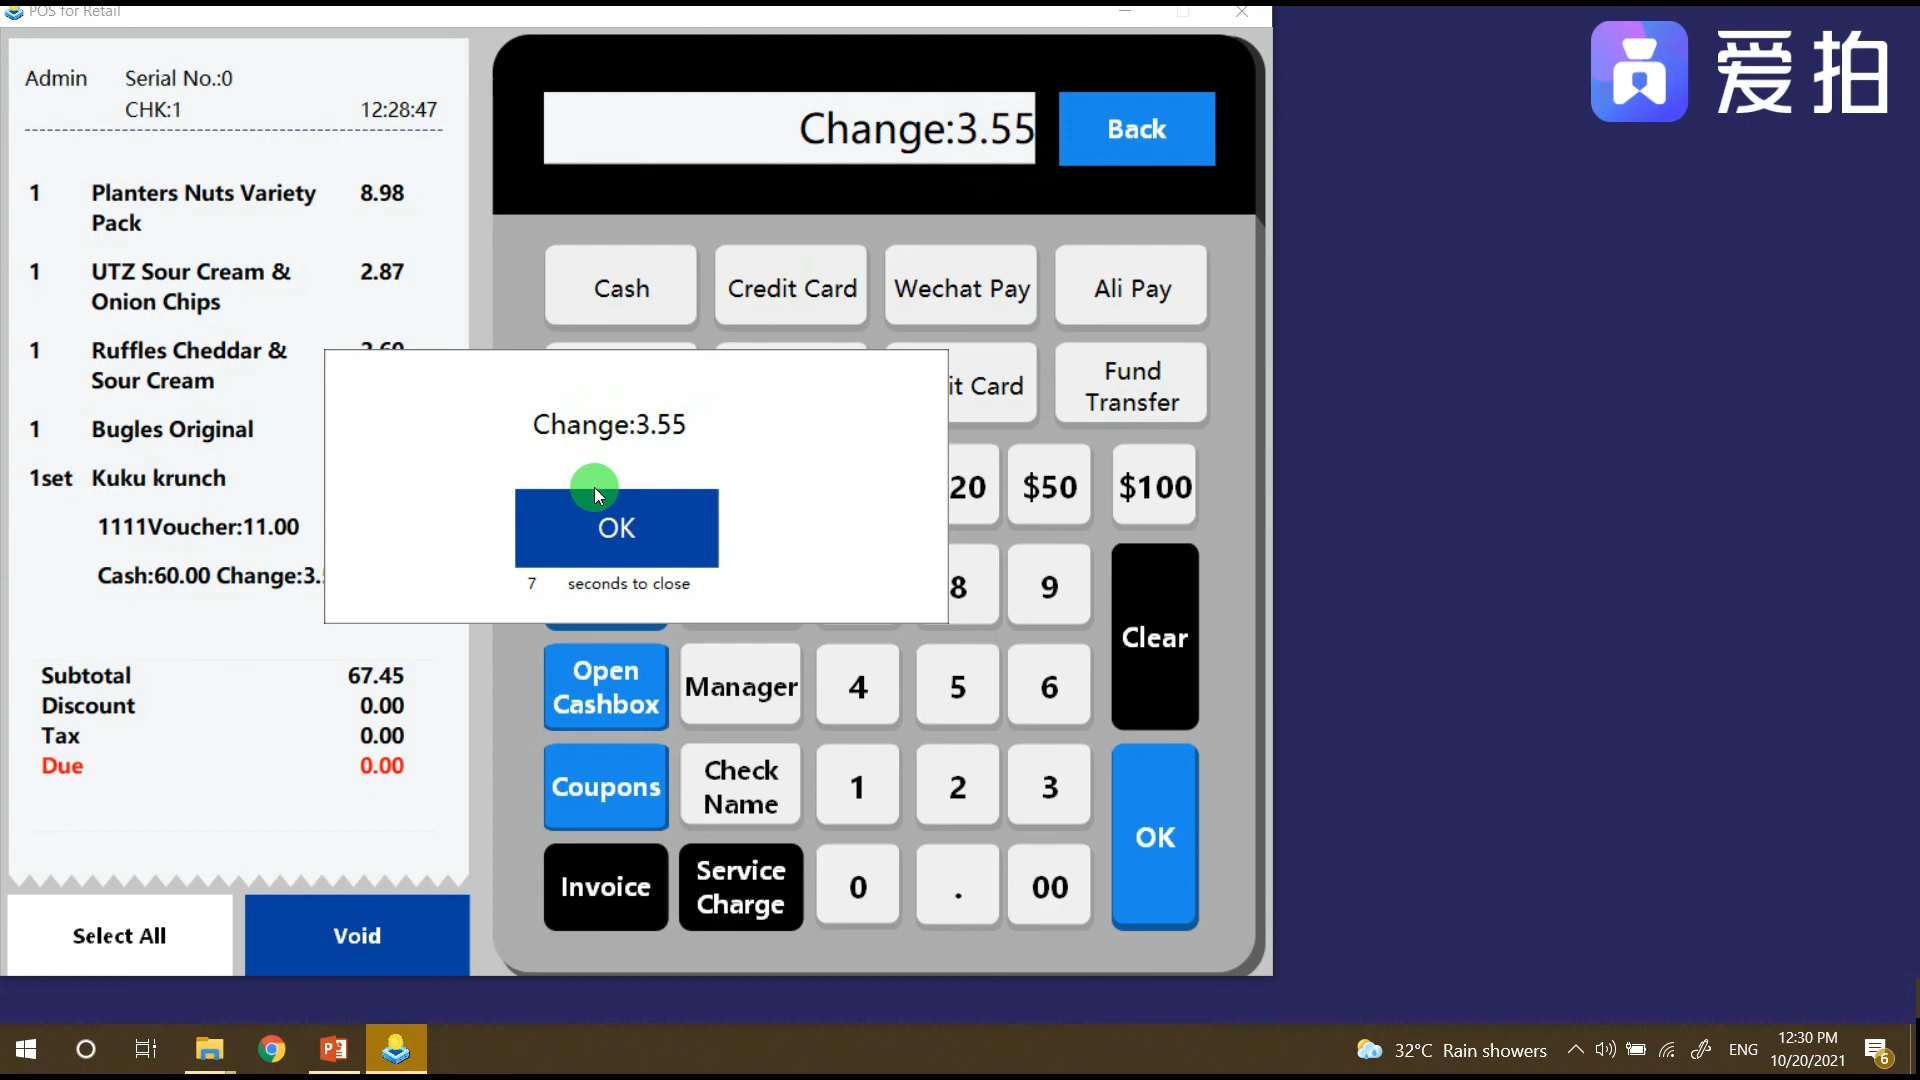 POS for Retail
爱拍
Admin Serial No.:0
CHK:1 12:28:47
Change:3.55 Back
1 Planters Nuts Variety 8.98
Pack
1 UTZ Sour Cream & 2.87
Onion Chips
1 Ruffles Cheddar &
Sour Cream
1 Bugles Original
1set Kuku krunch
1111Voucher:11.00
Cash:60.00 Change:3.
Subtotal 67.45
Discount 0.00
Tax 0.00
Due 0.00
Select All Void
Cash Credit Card Wechat Pay Ali Pay
it Card Fund
Transfer
Change:3.55
OK
7 seconds to close
20 $50 $100
8 9 Clear
Open
Cashbox Manager 4 5 6
Coupons Check
Name 1 2 3
OK
Invoice Service
Charge 0 . 00
32°C Rain showers ENG 12:30 PM
10/20/2021 6